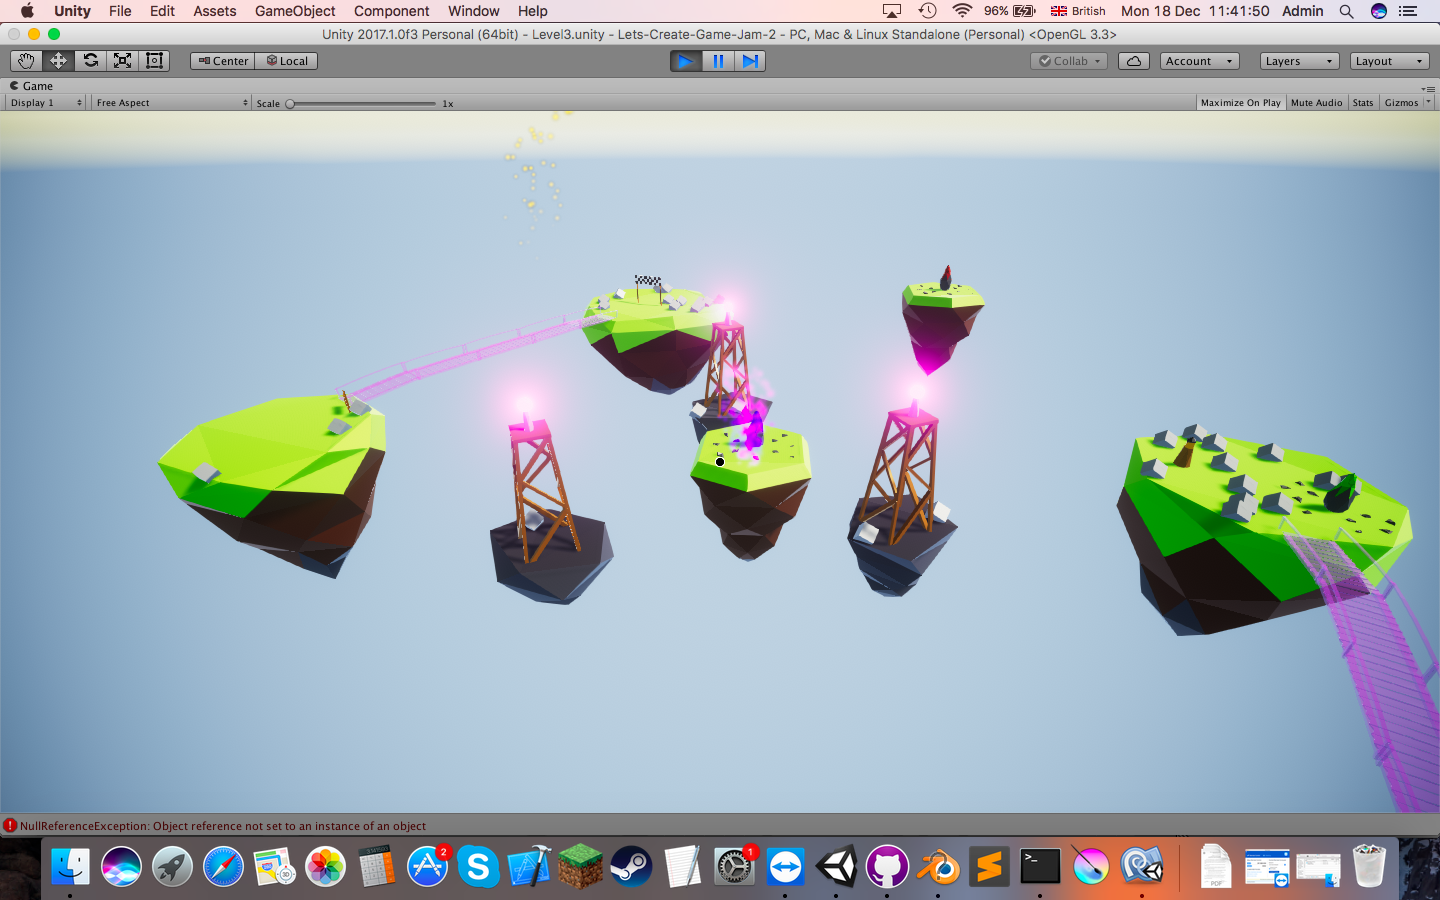 Unity File Edit Assets GameObject Component Window Help 96% British Mon 18 Dec 11:41:50 Admin
Unity 2017.1.0f3 Personal (64bit) - Level3.unity - Lets-Create-Game-Jam-2 - PC, Mac & Linux Standalone (Personal) <OpenGL 3.3>
Center Local Collab Account Layers Layout
Game
Display 1 Free Aspect Scale 1x Maximize On Play Mute Audio Stats Gizmos
NullReferenceException: Object reference not set to an instance of an object
2
1
3D
S
>_
PDF